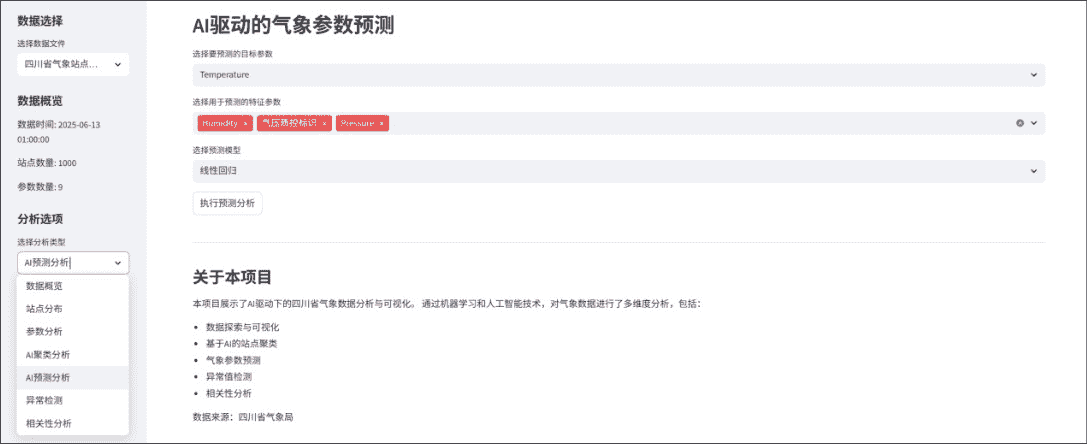 数据选择
选择数据文件
四川省气象站点...
数据概览
数据时间: 2025-06-13
01:00:00
站点数量: 1000
参数数量: 9
分析选项
选择分析类型
AI预测分析
数据概览
站点分布
参数分析
AI聚类分析
AI预测分析
异常检测
相关性分析
AI驱动的气象参数预测
选择要预测的目标参数
Temperature
选择用于预测的特征参数
Humidity × 气压质控标识 × Pressure ×
选择预测模型
线性回归
执行预测分析
关于本项目
本项目展示了AI驱动下的四川省气象数据分析与可视化。 通过机器学习和人工智能技术，对气象数据进行了多维度分析，包括：
• 数据探索与可视化
• 基于AI的站点聚类
• 气象参数预测
• 异常值检测
• 相关性分析
数据来源：四川省气象局